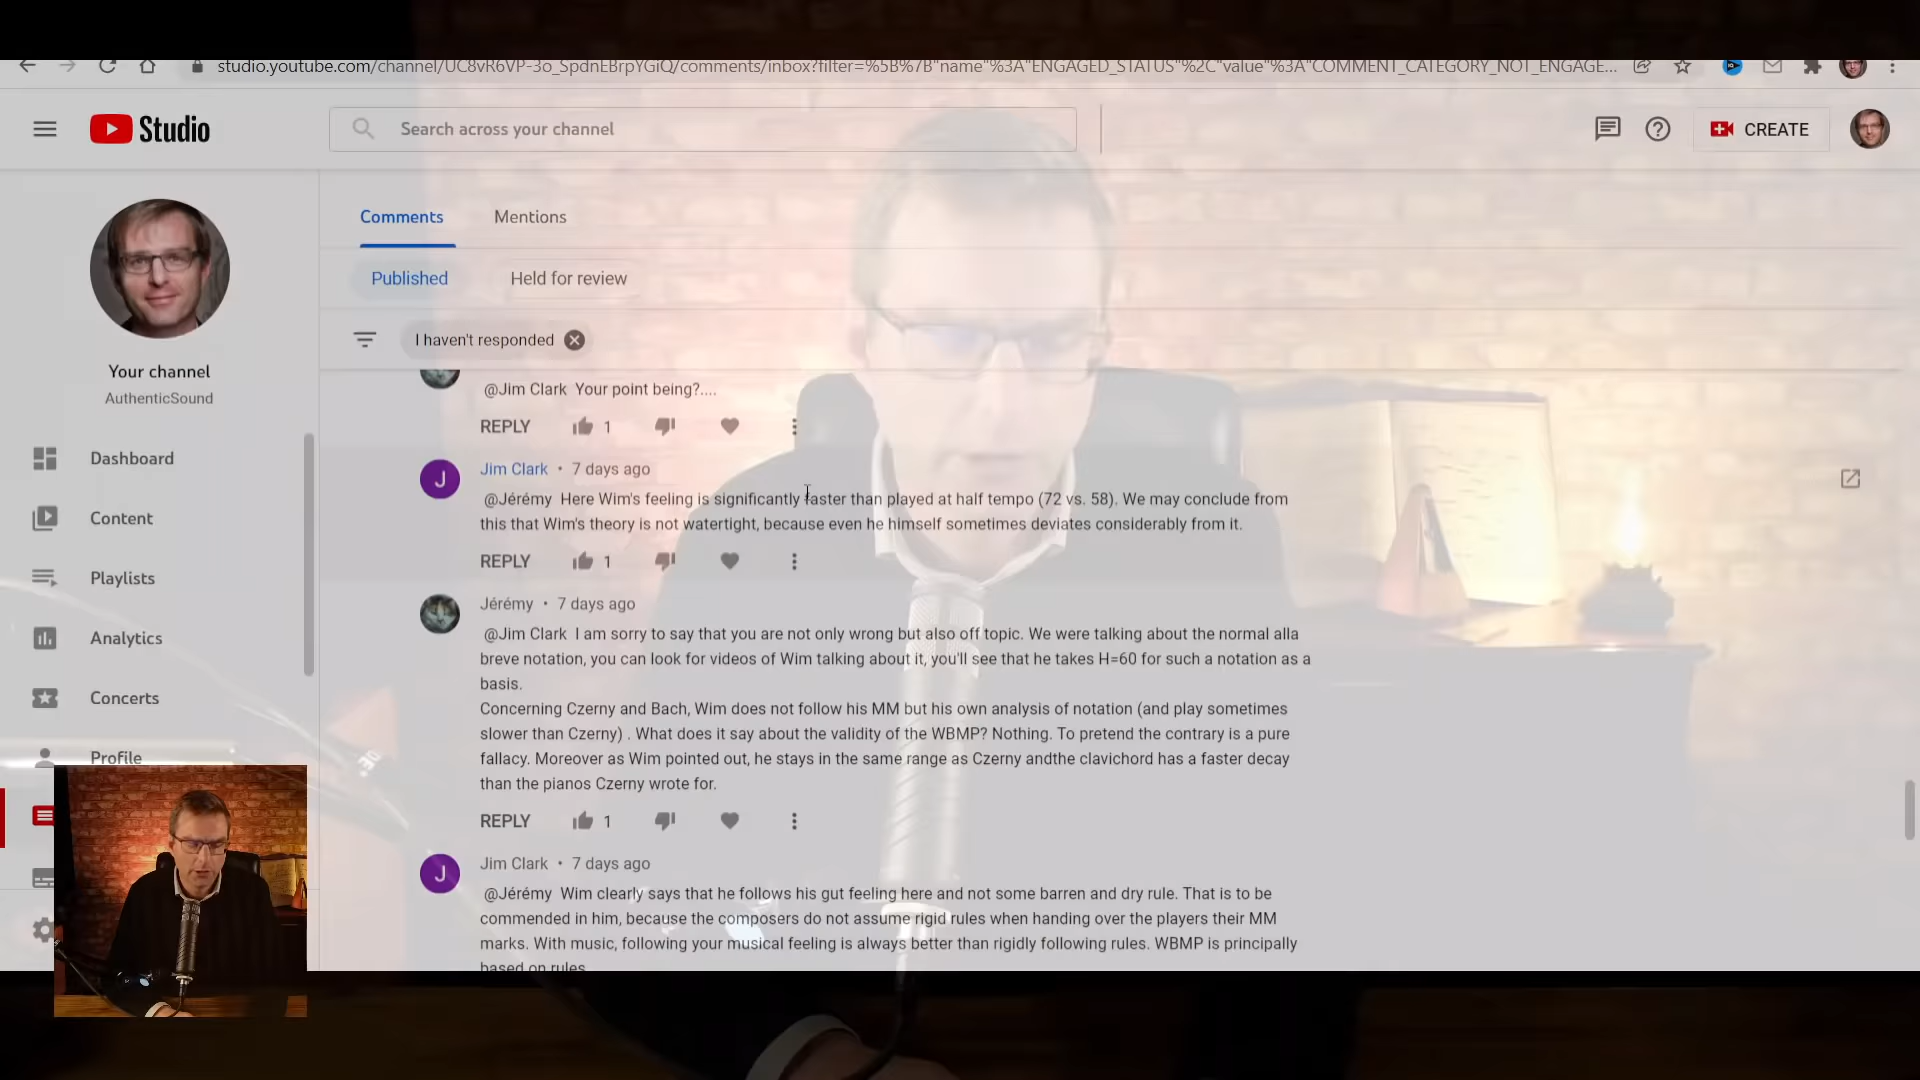 studio.youtube.com/channel/UC8vR6VP-3o_SpdnEBrpYGiQ/comments/inbox?filter=%5B%7B"name"%3A"ENGAGED_STATUS"%2C"value"%3A"COMMENT_CATEGORY_NOT_ENGAGE...
Studio
Search across your channel
CREATE
Comments
Mentions
Published
Held for review
I haven't responded
Your channel
AuthenticSound
Dashboard
Content
Playlists
Analytics
Concerts
Profile
@Jim Clark Your point being?....
REPLY 1
J
Jim Clark • 7 days ago
@Jérémy Here Wim's feeling is significantly faster than played at half tempo (72 vs. 58). We may conclude from
this that Wim's theory is not watertight, because even he himself sometimes deviates considerably from it.
REPLY 1
Jérémy • 7 days ago
@Jim Clark I am sorry to say that you are not only wrong but also off topic. We were talking about the normal alla
breve notation, you can look for videos of Wim talking about it, you'll see that he takes H=60 for such a notation as a
basis.
Concerning Czerny and Bach, Wim does not follow his MM but his own analysis of notation (and play sometimes
slower than Czerny) . What does it say about the validity of the WBMP? Nothing. To pretend the contrary is a pure
fallacy. Moreover as Wim pointed out, he stays in the same range as Czerny andthe clavichord has a faster decay
than the pianos Czerny wrote for.
REPLY 1
J
Jim Clark • 7 days ago
@Jérémy Wim clearly says that he follows his gut feeling here and not some barren and dry rule. That is to be
commended in him, because the composers do not assume rigid rules when handing over the players their MM
marks. With music, following your musical feeling is always better than rigidly following rules. WBMP is principally
based on rules